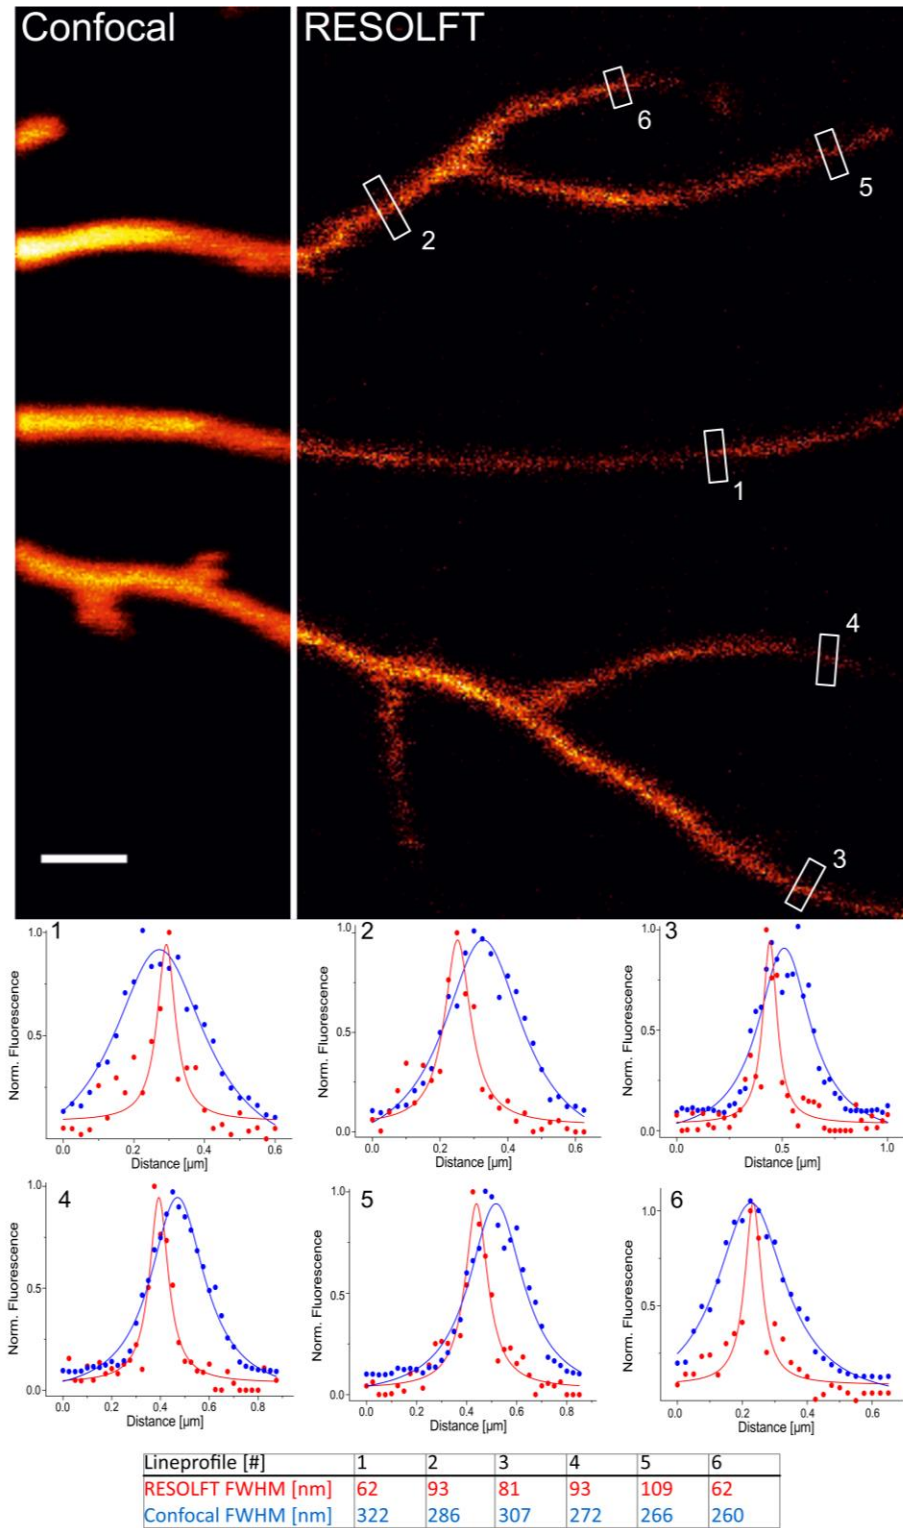 Confocal RESOLFT
6
5
2
1
4
3
1
Norm. Fluorescence
1.0
0.5
0.0 0.2 0.4 0.6
Distance [µm]
2
Norm. Fluorescence
1.0
0.5
0.0
0.0 0.2 0.4 0.6
Distance [µm]
3
Norm. Fluorescence
1.0
0.5
0.0
0.0 0.5 1.0
Distance [µm]
4
Norm. Fluorescence
1.0
0.5
0.0
0.0 0.2 0.4 0.6 0.8
Distance [µm]
5
Norm. Fluorescence
1.0
0.5
0.0
0.0 0.2 0.4 0.6 0.8
Distance [µm]
6
Norm. Fluorescence
1.0
0.5
0.0 0.2 0.4 0.6
Distance [µm]
Lineprofile [#] 1 2 3 4 5 6
RESOLFT FWHM [nm] 62 93 81 93 109 62
Confocal FWHM [nm] 322 286 307 272 266 260